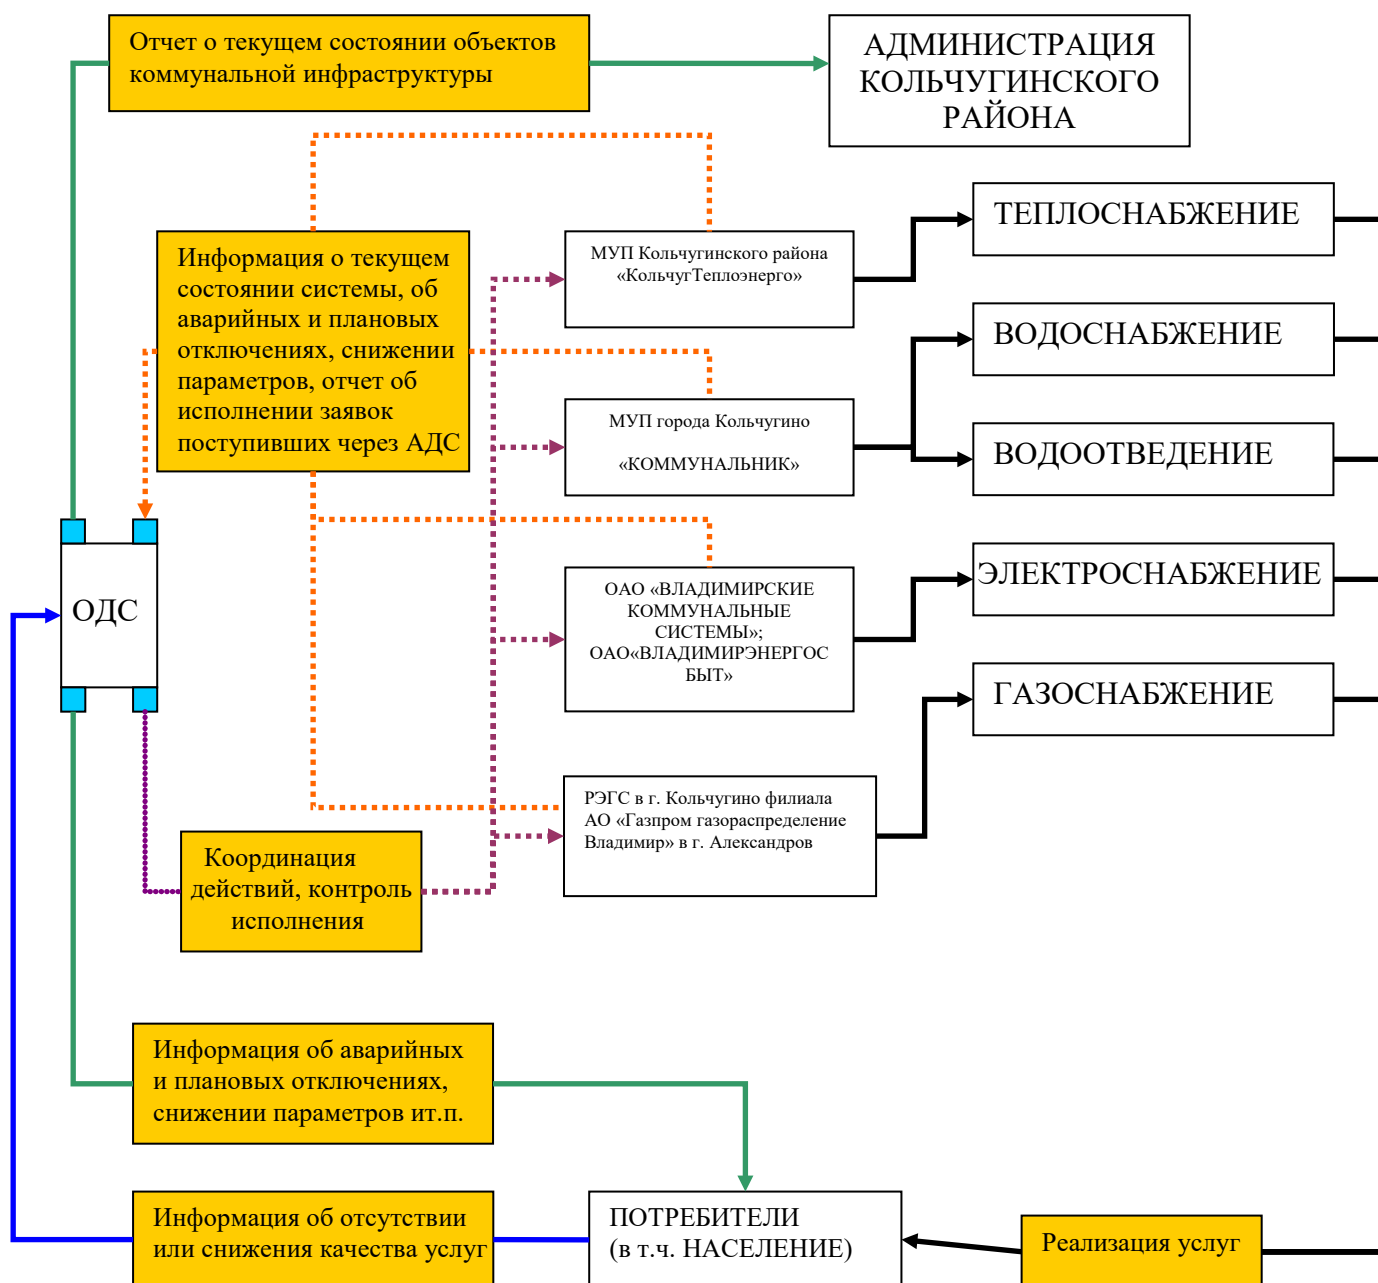 Отчет о текущем состоянии объектов
коммунальной инфраструктуры
АДМИНИСТРАЦИЯ
КОЛЬЧУГИНСКОГО
РАЙОНА
ТЕПЛОСНАБЖЕНИЕ
Информация о текущем
состоянии системы, об
аварийных и плановых
отключениях, снижении
параметров, отчет об
исполнении заявок
поступивших через АДС
МУП Кольчугинского района
«КольчугТеплоэнерго»
ВОДОСНАБЖЕНИЕ
МУП города Кольчугино
«КОММУНАЛЬНИК»
ВОДООТВЕДЕНИЕ
ОДС
ОАО «ВЛАДИМИРСКИЕ
КОММУНАЛЬНЫЕ
СИСТЕМЫ»;
ОАО«ВЛАДИМИРЭНЕРГОС
БЫТ»
ЭЛЕКТРОСНАБЖЕНИЕ
ГАЗОСНАБЖЕНИЕ
РЭГС в г. Кольчугино филиала
АО «Газпром газораспределение
Владимир» в г. Александров
Координация
действий, контроль
исполнения
Информация об аварийных
и плановых отключениях,
снижении параметров ит.п.
Информация об отсутствии
или снижения качества услуг
ПОТРЕБИТЕЛИ
(в т.ч. НАСЕЛЕНИЕ)
Реализация услуг